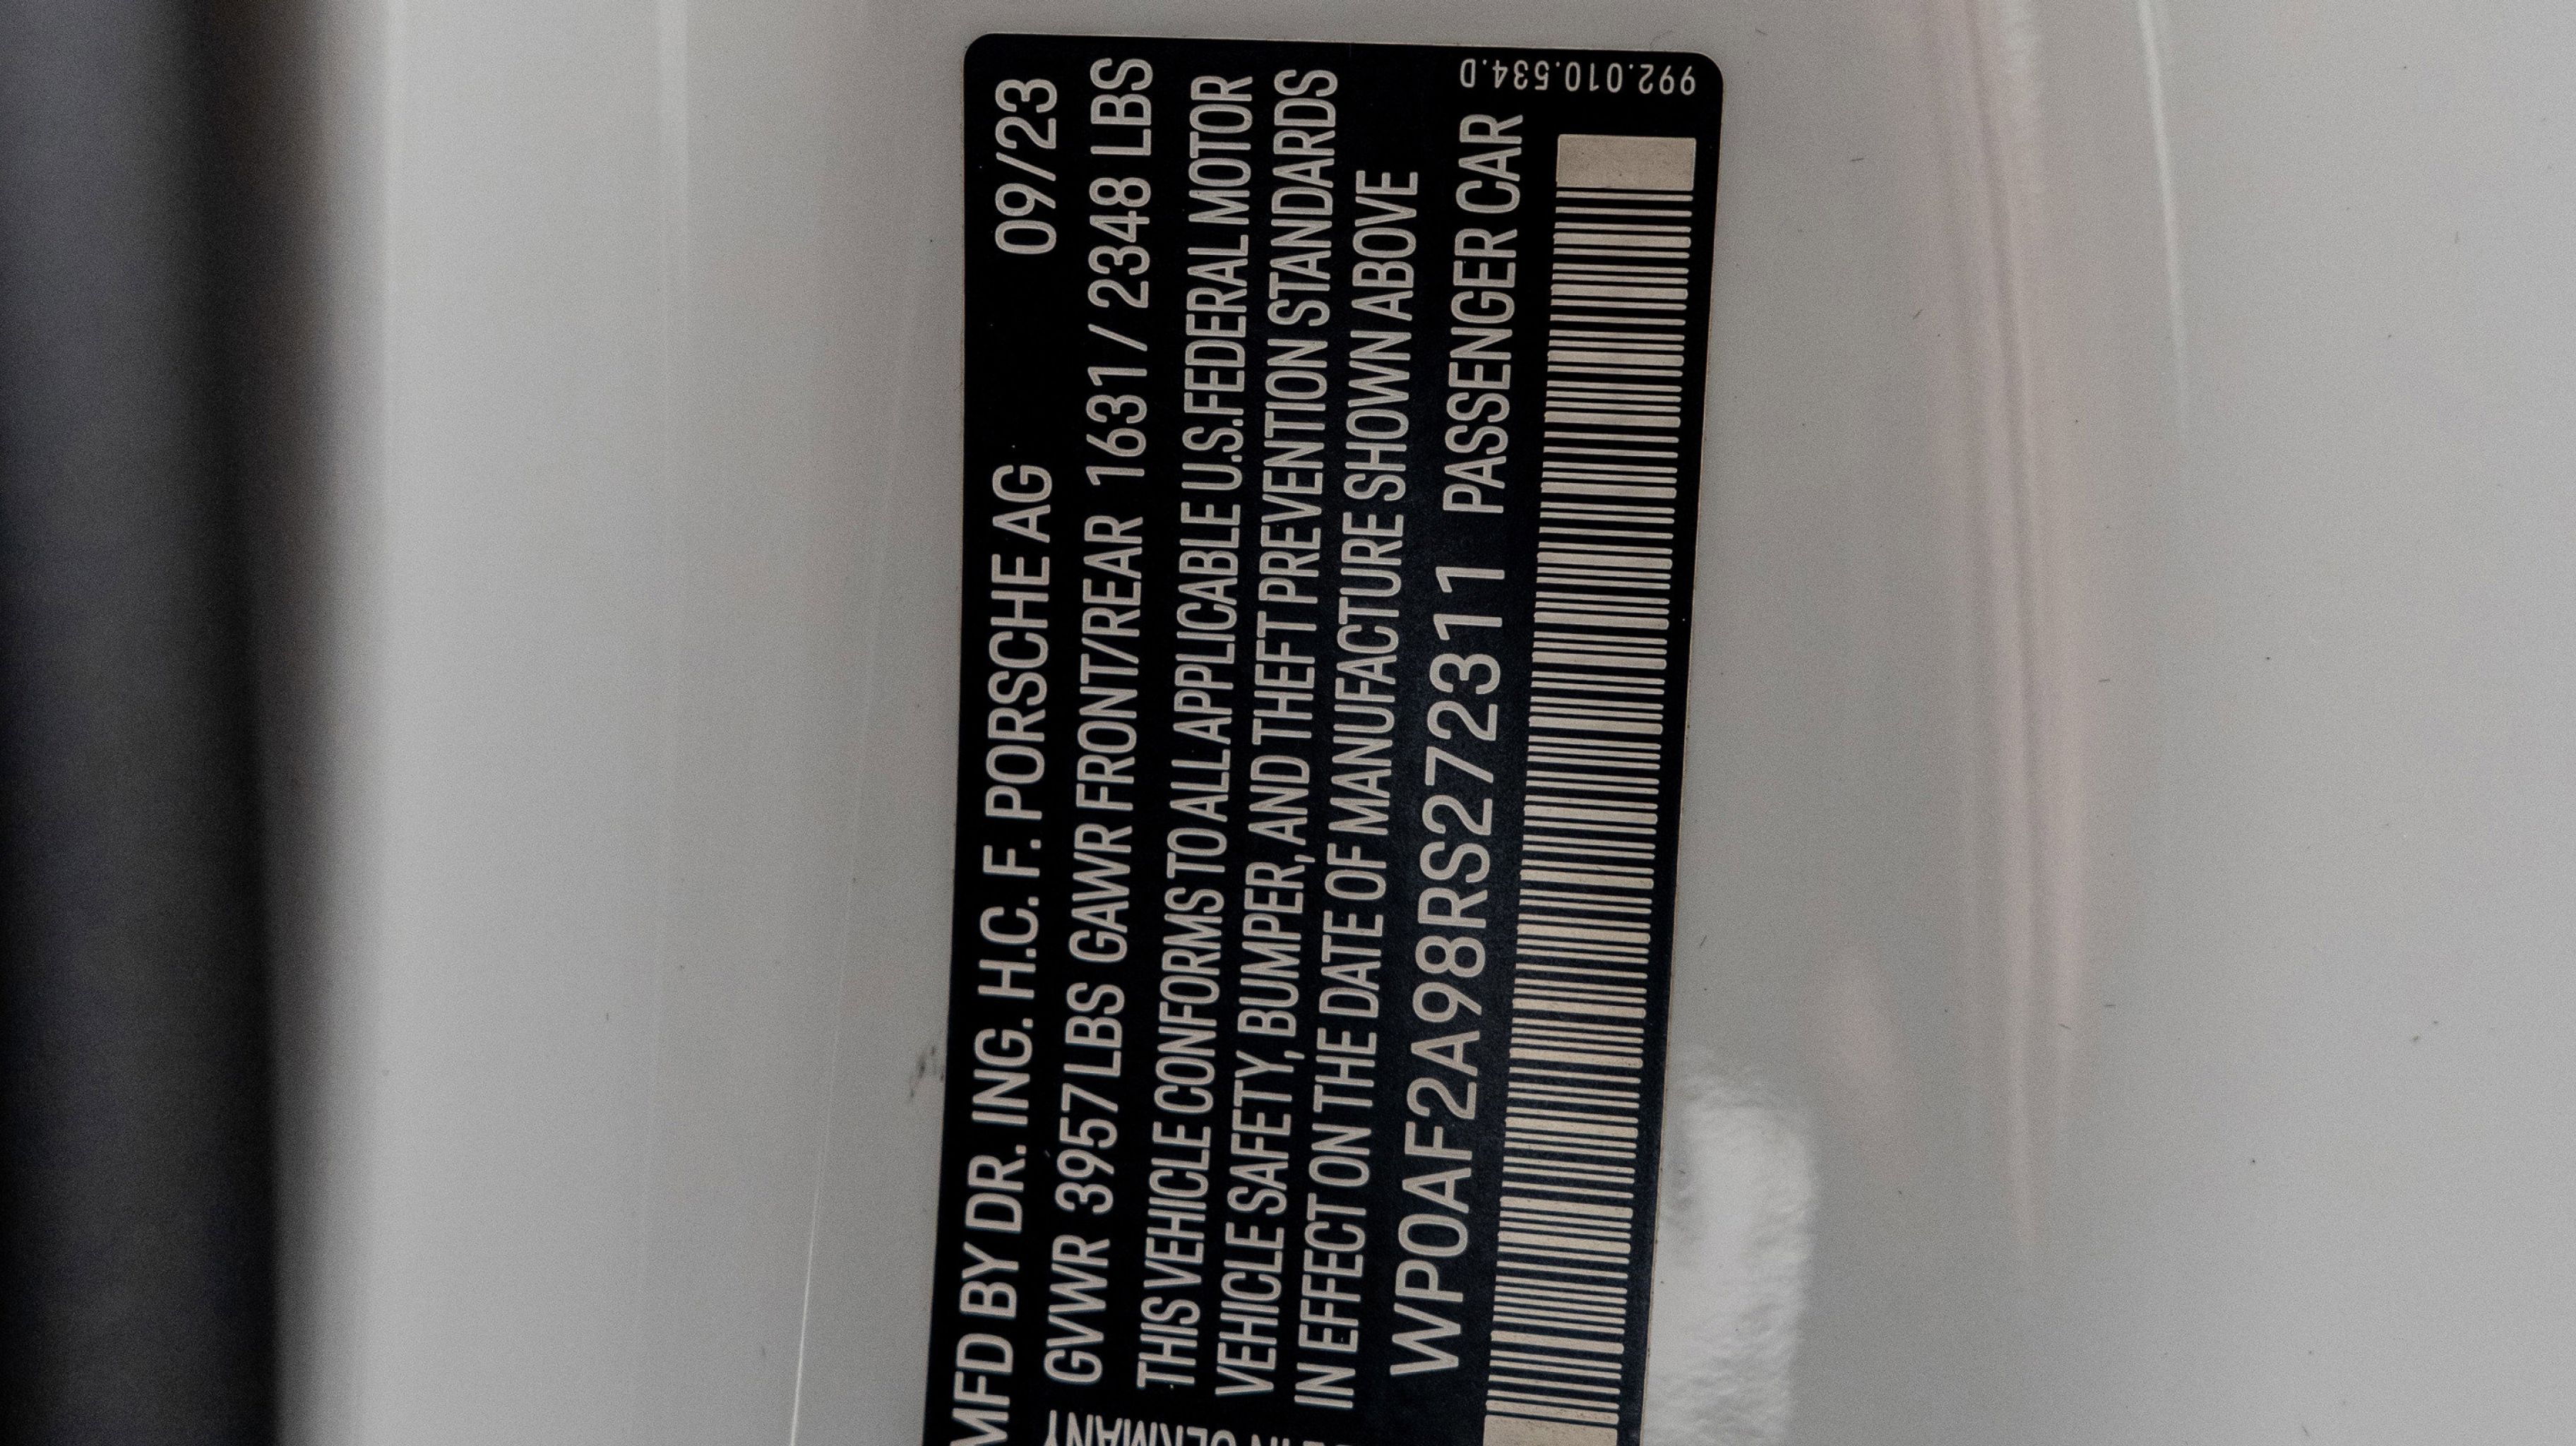 MFD BY DR. ING. H.C. F. PORSCHE AG 09/23
GVWR 3957 LBS GAWR FRONT/REAR 1631 / 2348 LBS
THIS VEHICLE CONFORMS TO ALL APPLICABLE U.S. FEDERAL MOTOR
VEHICLE SAFETY, BUMPER, AND THEFT PREVENTION STANDARDS
IN EFFECT ON THE DATE OF MANUFACTURE SHOWN ABOVE
WP0AF2A98RS272311 PASSENGER CAR
992.010.534.D
IN GERMANY